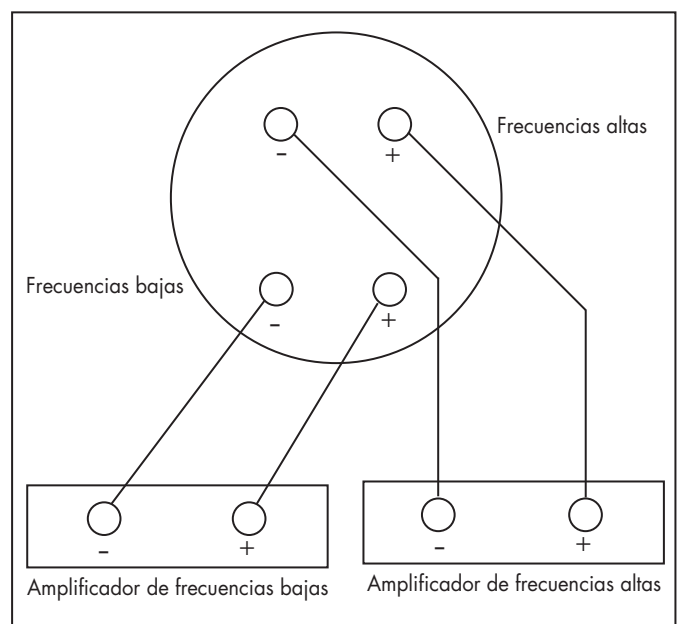 Frecuencias altas
-
+
Frecuencias bajas
-
+
-
+
-
+
Amplificador de frecuencias bajas
Amplificador de frecuencias altas